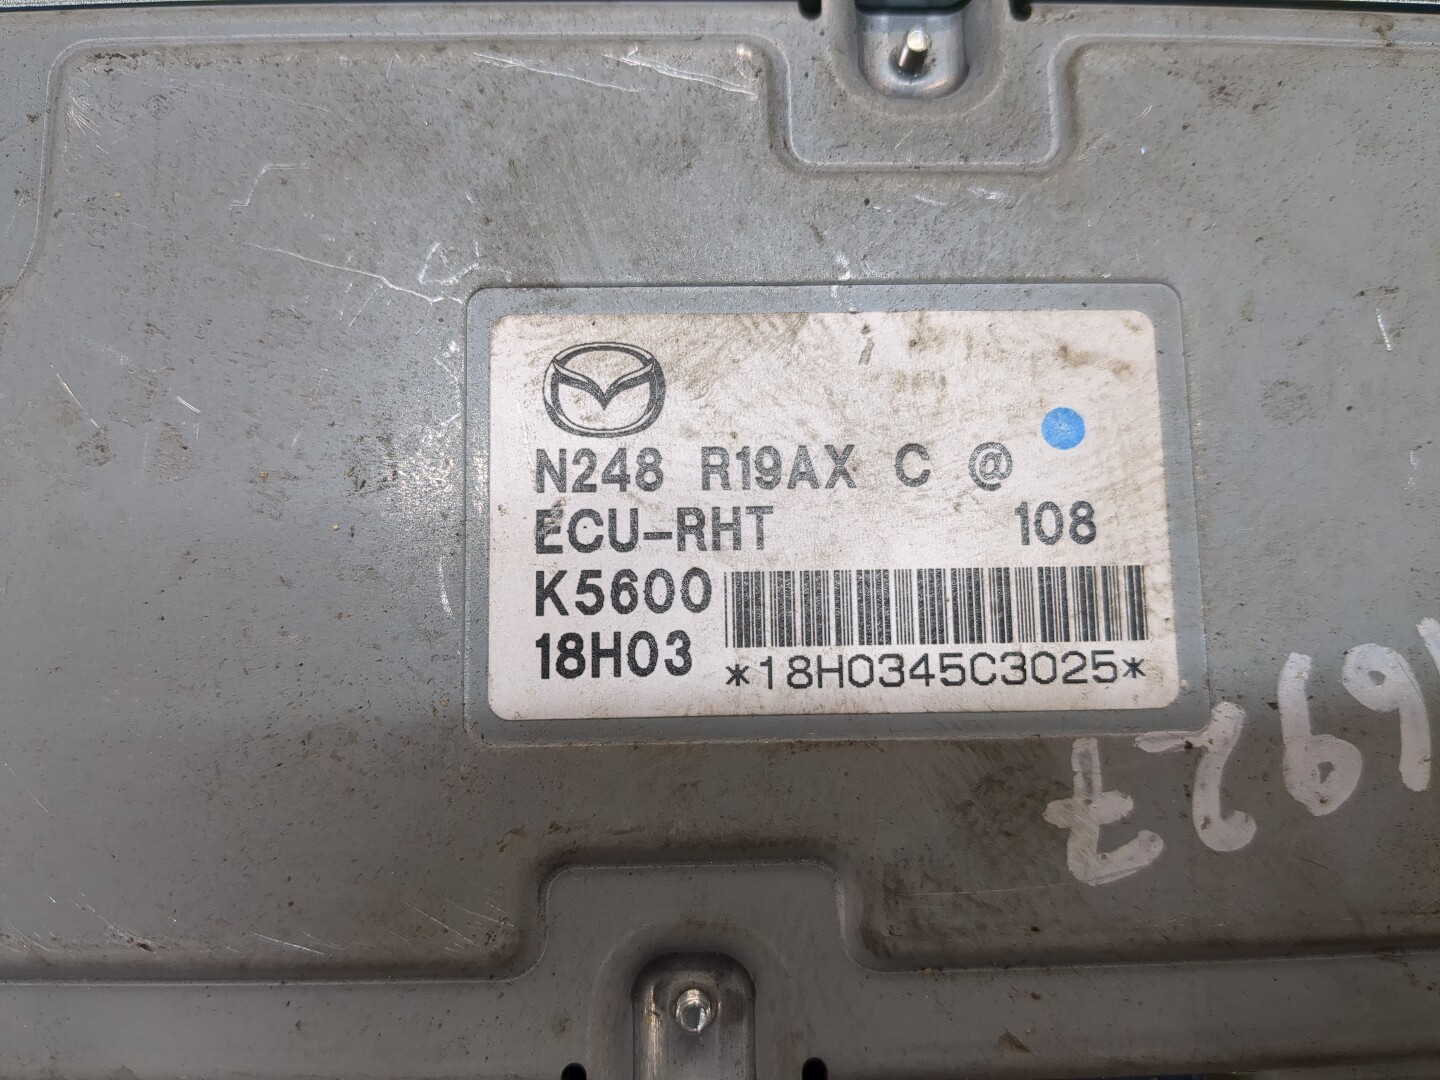 N248 R19AX C @
ECU-RHT 108
K5600
18H03
*18H0345C3025*